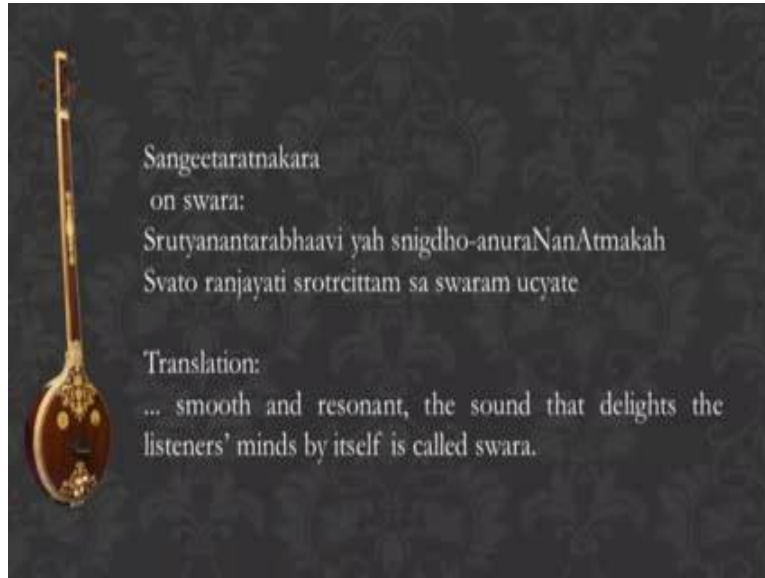 Sangeetaratnakara
on swara:
Srutyanantarabhaavi yah snigdho-anuraNanAtmakah
Svato ranjayati srotrcittam sa swaram ucyate
Translation:
... smooth and resonant, the sound that delights the
listeners' minds by itself is called swara.